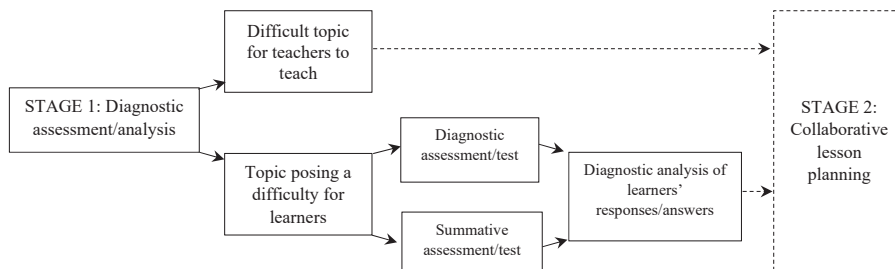 Difficult topic
for teachers to
teach
STAGE 1: Diagnostic
assessment/analysis
Topic posing a
difficulty for
learners
Diagnostic
assessment/test
Summative
assessment/test
Diagnostic analysis of
learners’
responses/answers
STAGE 2:
Collaborative
lesson
planning